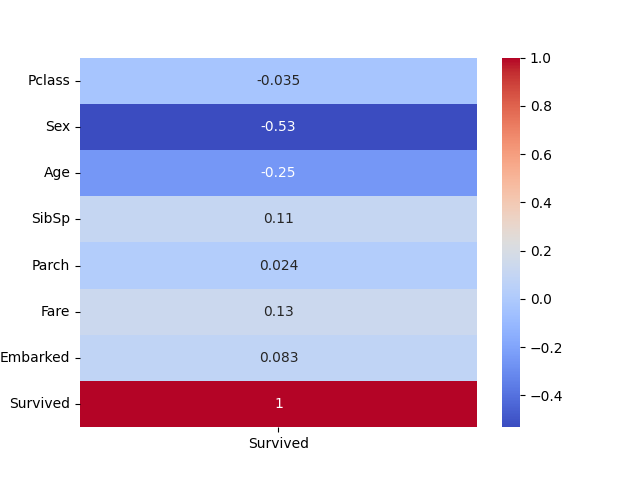 Pclass -0.035
Sex -0.53
Age -0.25
SibSp 0.11
Parch 0.024
Fare 0.13
Embarked 0.083
Survived 1
Survived
1.0
0.8
0.6
0.4
0.2
0.0
−0.2
−0.4